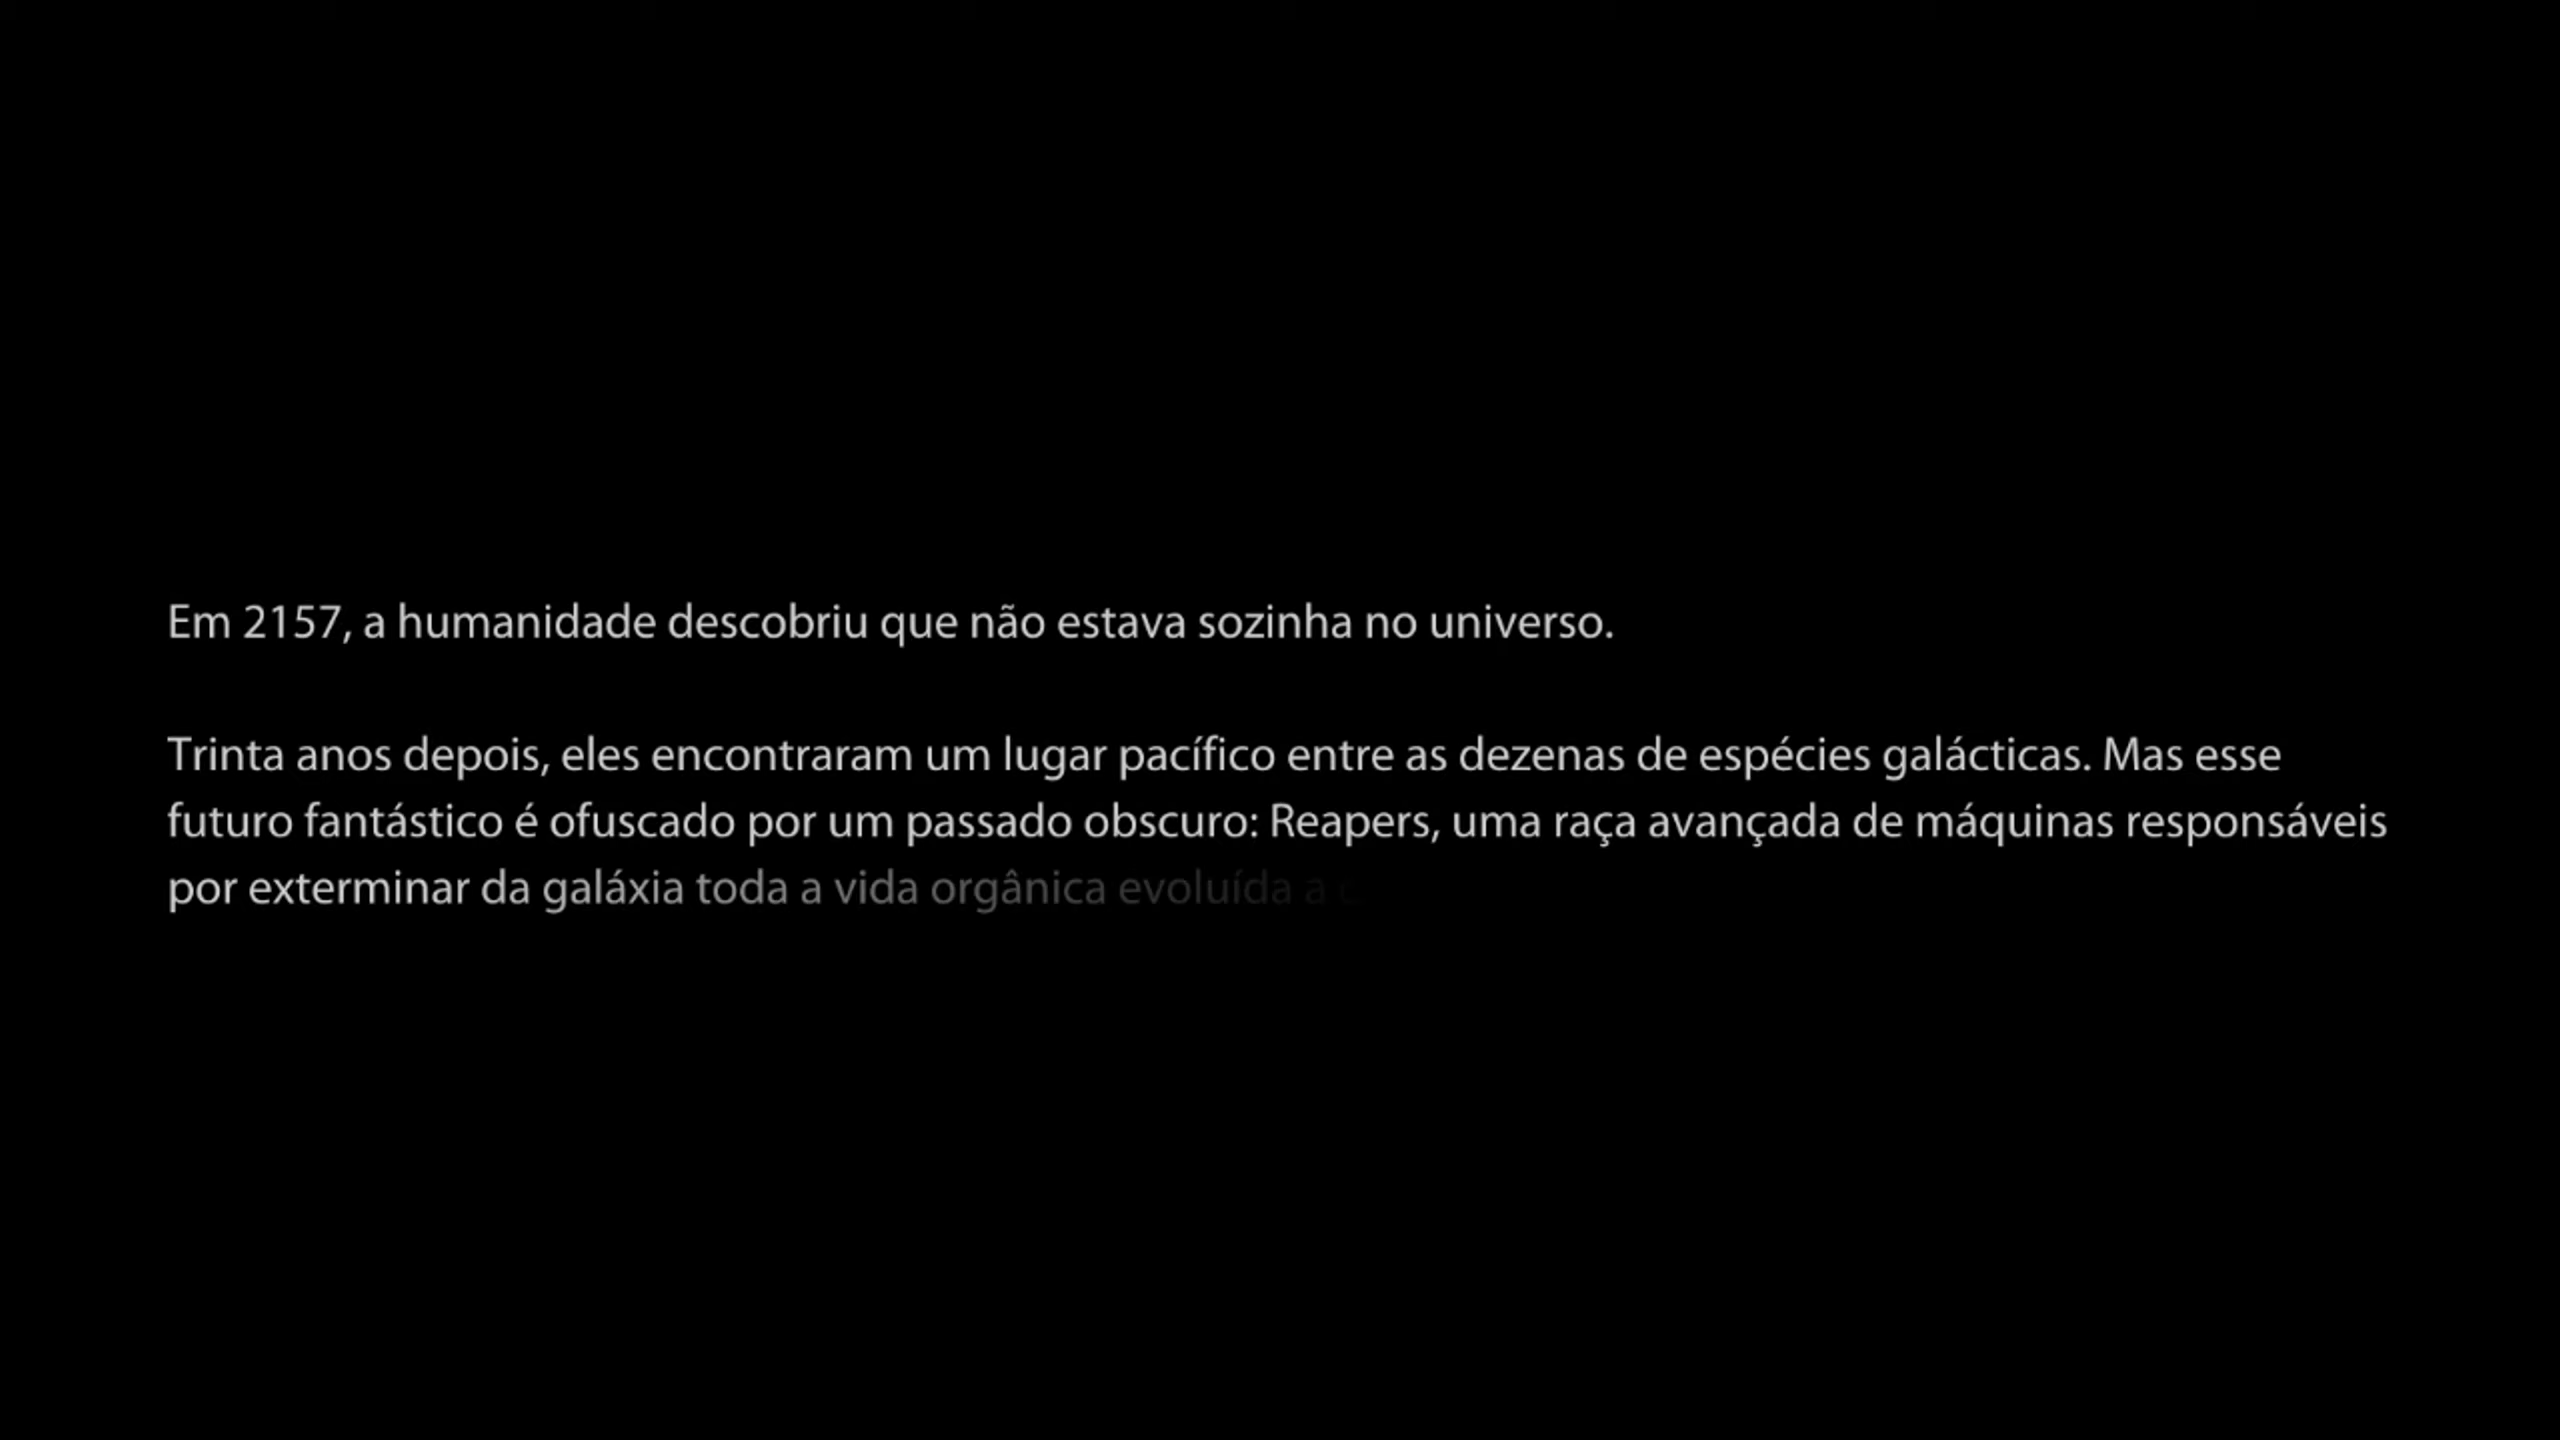 Em 2157, a humanidade descobriu que não estava sozinha no universo.
Trinta anos depois, eles encontraram um lugar pacífico entre as dezenas de espécies galácticas. Mas esse
futuro fantástico é ofuscado por um passado obscuro: Reapers, uma raça avançada de máquinas responsáveis
por exterminar da galáxia toda a vida orgânica evoluída a